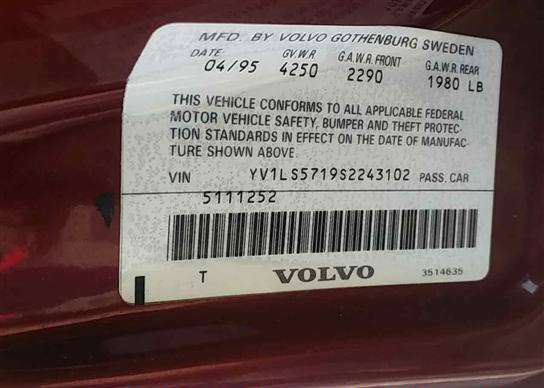 MFD. BY VOLVO GOTHENBURG SWEDEN
DATE GVWR G.A.W.R. FRONT G.A.W.R. REAR
04/95 4250 2290 1980 LB
THIS VEHICLE CONFORMS TO ALL APPLICABLE FEDERAL
MOTOR VEHICLE SAFETY, BUMPER AND THEFT PROTEC-
TION STANDARDS IN EFFECT ON THE DATE OF MANUFAC-
TURE SHOWN ABOVE.
VIN YV1LS5719S2243102 PASS. CAR
5111252
T VOLVO 3514635